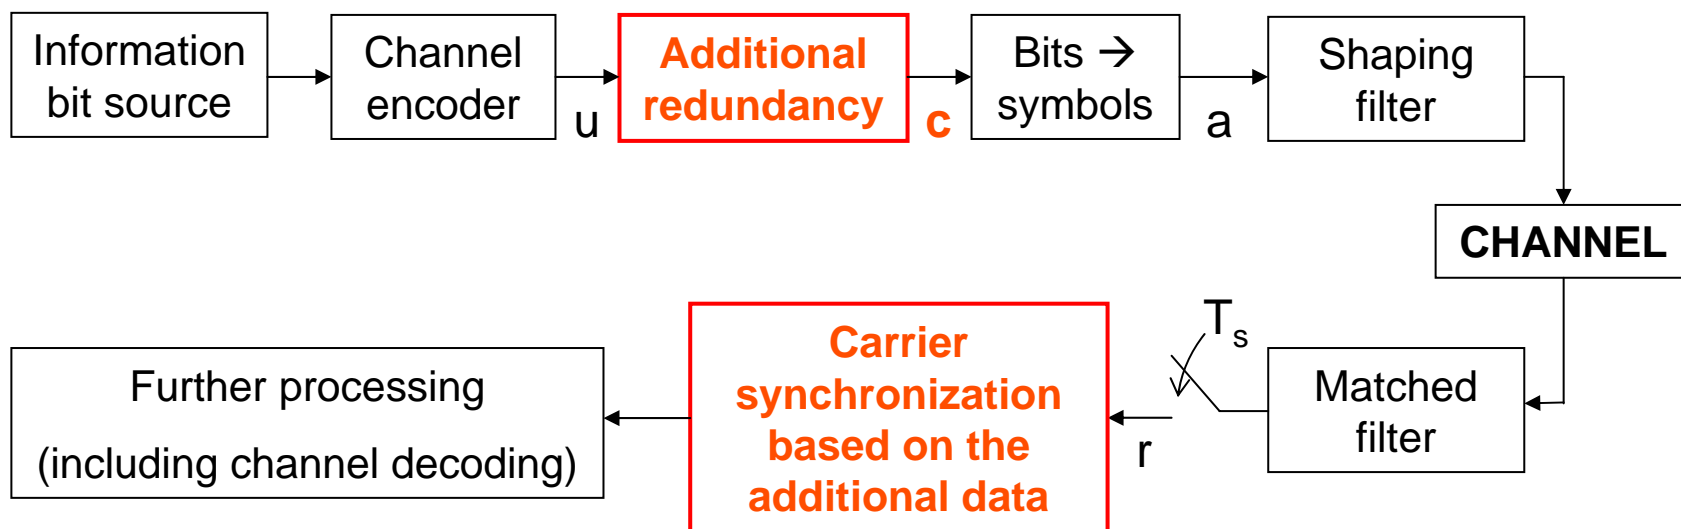 Information
bit source
Channel
encoder
u
Additional
redundancy
c
Bits →
symbols
a
Shaping
filter
CHANNEL
Matched
filter
Ts
r
Carrier
synchronization
based on the
additional data
Further processing
(including channel decoding)